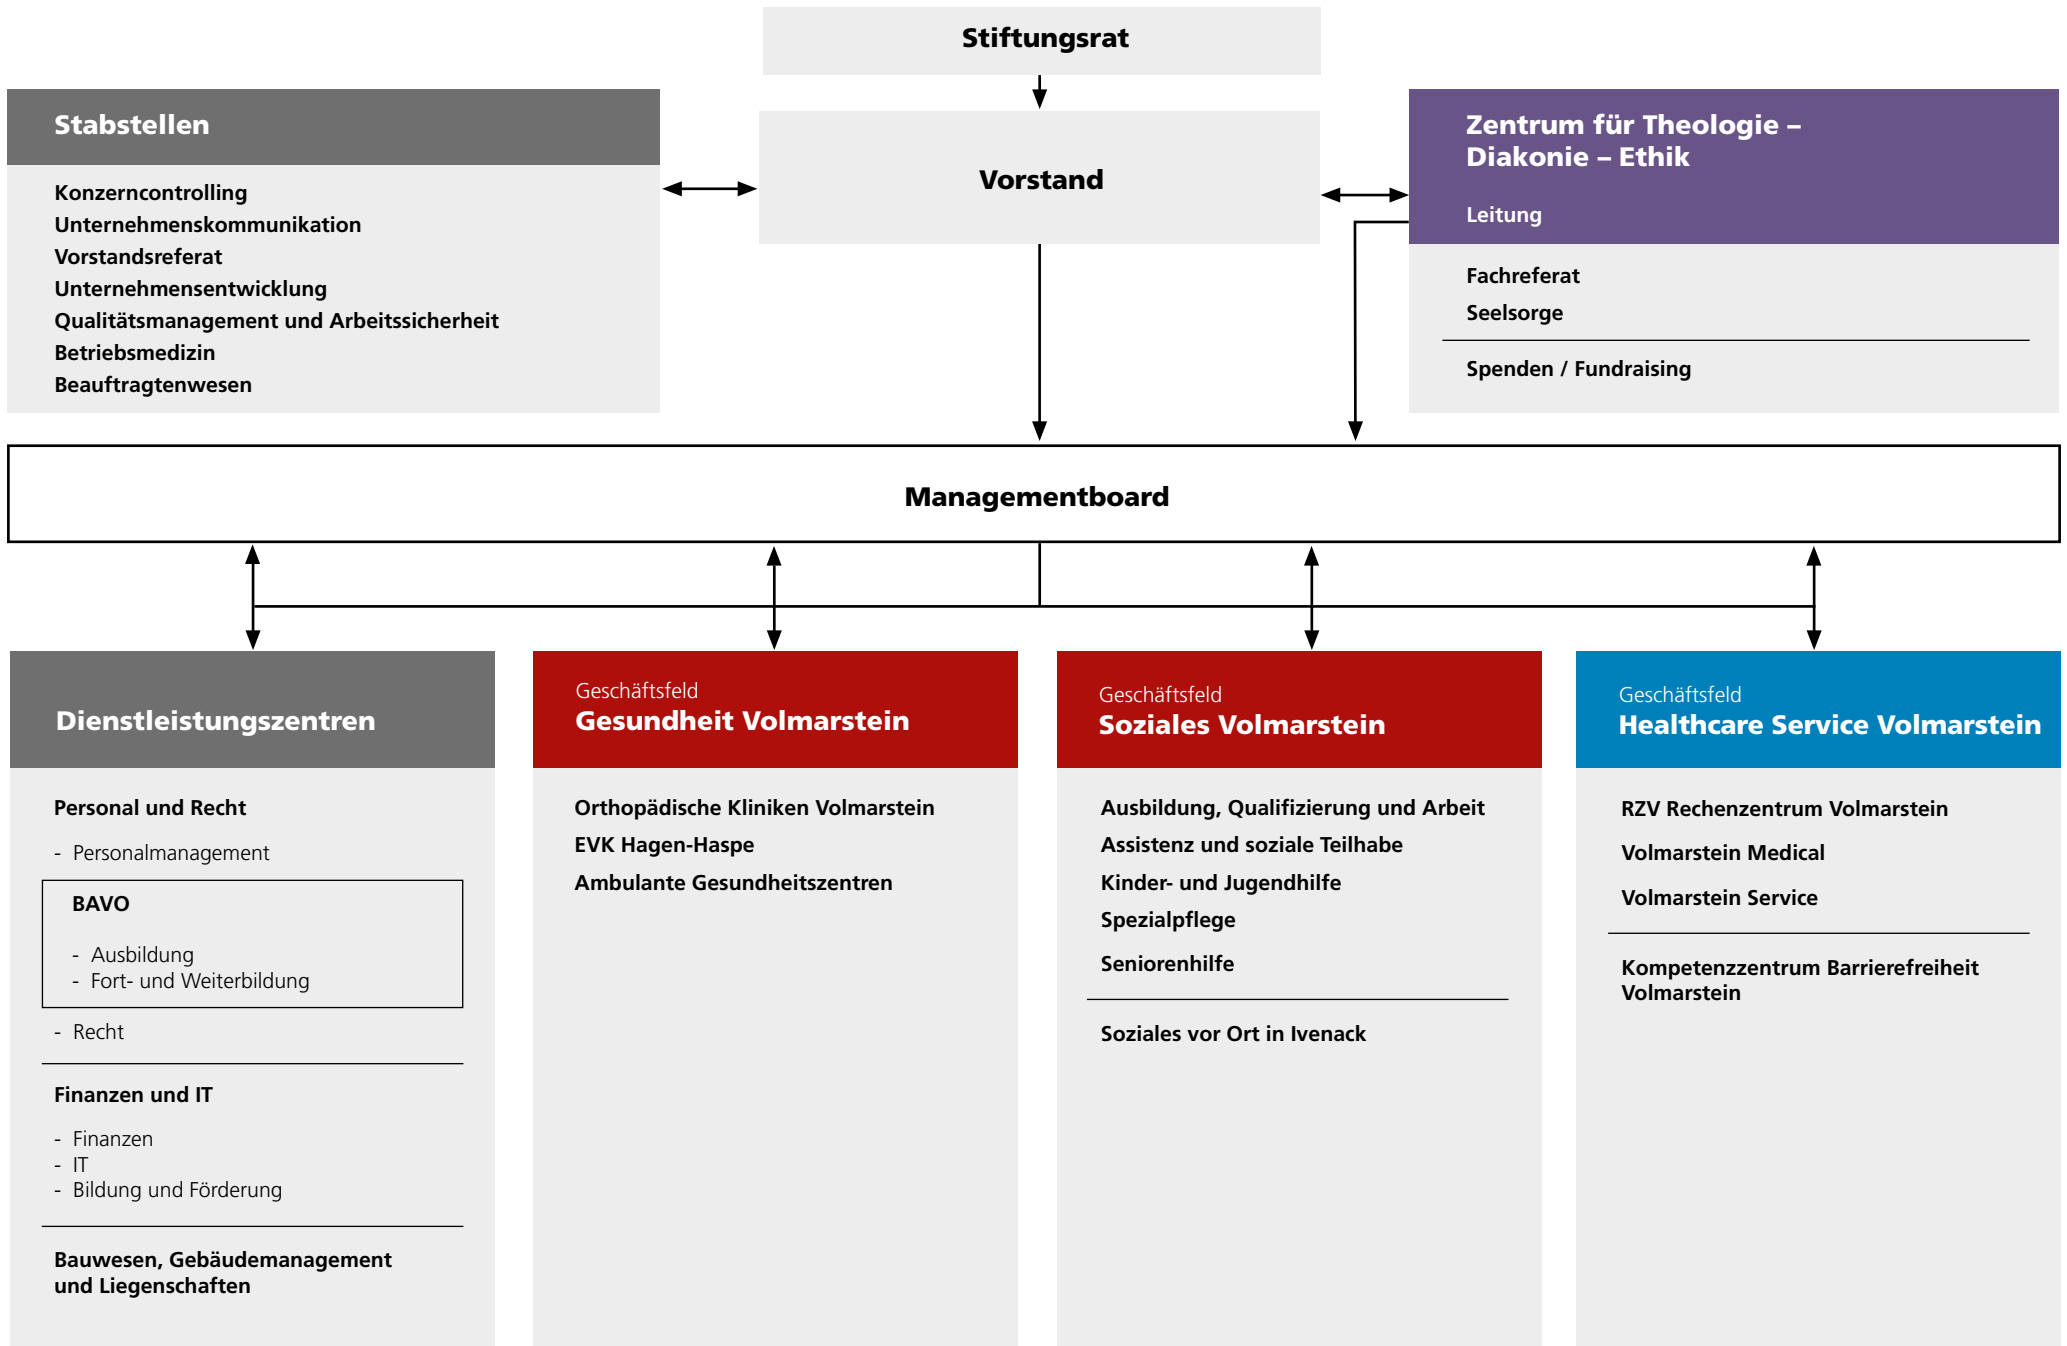 Stiftungsrat
Stabstellen
Konzerncontrolling
Unternehmenskommunikation
Vorstandsreferat
Unternehmensentwicklung
Qualitätsmanagement und Arbeitssicherheit
Betriebsmedizin
Beauftragtenwesen
Vorstand
Zentrum für Theologie –
Diakonie – Ethik
Leitung
Fachreferat
Seelsorge
Spenden / Fundraising
Managementboard
Dienstleistungszentren
Personal und Recht
- Personalmanagement
BAVO
- Ausbildung
- Fort- und Weiterbildung
- Recht
Finanzen und IT
- Finanzen
- IT
- Bildung und Förderung
Bauwesen, Gebäudemanagement
und Liegenschaften
Geschäftsfeld
Gesundheit Volmarstein
Orthopädische Kliniken Volmarstein
EVK Hagen-Haspe
Ambulante Gesundheitszentren
Geschäftsfeld
Soziales Volmarstein
Ausbildung, Qualifizierung und Arbeit
Assistenz und soziale Teilhabe
Kinder- und Jugendhilfe
Spezialpflege
Seniorenhilfe
Soziales vor Ort in Ivenack
Geschäftsfeld
Healthcare Service Volmarstein
RZV Rechenzentrum Volmarstein
Volmarstein Medical
Volmarstein Service
Kompetenzzentrum Barrierefreiheit
Volmarstein